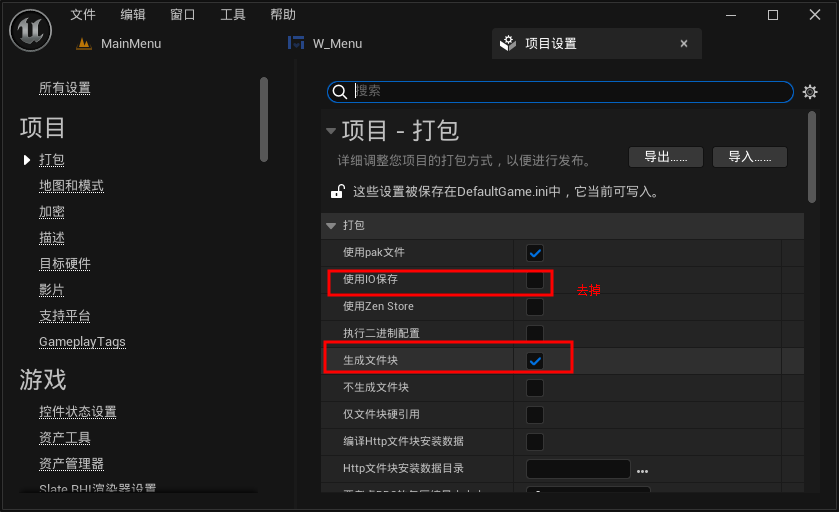 文件 编辑 窗口 工具 帮助
MainMenu W_Menu 项目设置
所有设置
项目
打包
地图和模式
加密
描述
目标硬件
影片
支持平台
GameplayTags
游戏
控件状态设置
资产工具
资产管理器
Slate RHI渲染器设置
搜索
项目 - 打包
详细调整您项目的打包方式，以便进行发布。
导出...... 导入......
这些设置被保存在DefaultGame.ini中，它当前可写入。
打包
使用pak文件
使用IO保存 去掉
使用Zen Store
执行二进制配置
生成文件块
不生成文件块
仅文件块硬引用
编译Http文件块安装数据
Http文件块安装数据目录